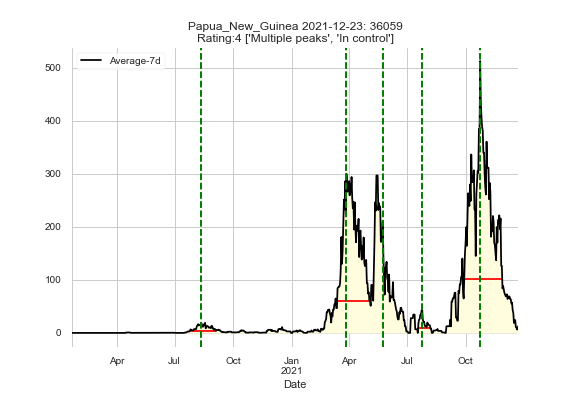 Papua_New_Guinea 2021-12-23: 36059
Rating:4 ['Multiple peaks', 'In control']
Average-7d
500
400
300
200
100
0
Apr Jul Oct Jan Apr Jul Oct
2021
Date